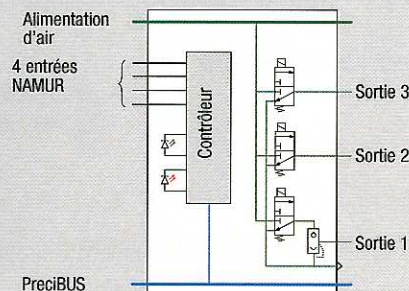 Alimentation
d'air
4 entrées
NAMUR
Contrôleur
Sortie 3
Sortie 2
Sortie 1
PreciBUS